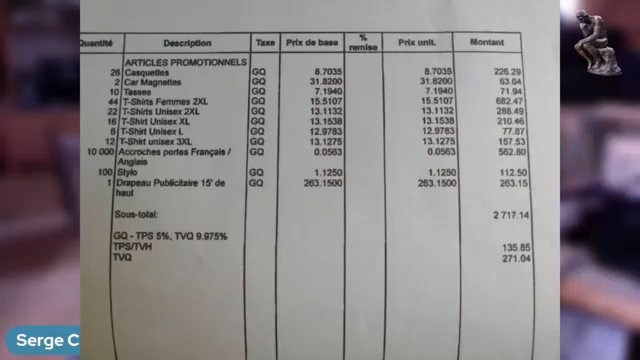 Quantité Description Taxe Prix de base % remise Prix unit. Montant
ARTICLES PROMOTIONNELS
26 Casquettes GQ 8.7035 8.7035 226.29
2 Car Magnettes GQ 31.8200 31.8200 63.64
10 Tasses GQ 7.1940 7.1940 71.94
44 T-Shirts Femmes 2XL GQ 15.5107 15.5107 682.47
22 T-Shirts Unisex 2XL GQ 13.1132 13.1132 288.49
16 T-Shirt Unisex XL GQ 13.1538 13.1538 210.46
6 T-Shirt Unisex L GQ 12.9783 12.9783 77.87
12 T-Shirt unisex 3XL GQ 13.1275 13.1275 157.53
10 000 Accroches portes Français / GQ 0.0563 0.0563 562.80
Anglais
100 Stylo GQ 1.1250 1.1250 112.50
1 Drapeau Publicitaire 15' de GQ 263.1500 263.1500 263.15
haut
Sous-total: 2 717.14
GQ - TPS 5%, TVQ 9.975%
TPS/TVH 135.85
TVQ 271.04
Serge C